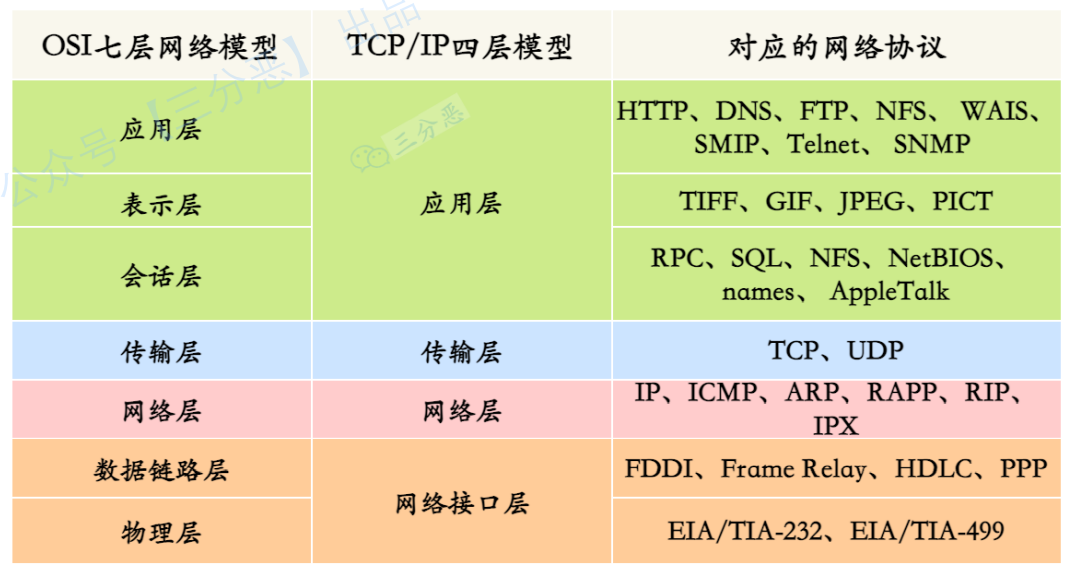 OSI七层网络模型 TCP/IP四层模型 对应的网络协议
应用层
HTTP、DNS、FTP、NFS、 WAIS、
SMIP、Telnet、 SNMP
表示层
应用层
TIFF、GIF、JPEG、PICT
会话层
RPC、SQL、NFS、NetBIOS、
names、 AppleTalk
传输层 传输层 TCP、UDP
网络层 网络层
IP、ICMP、ARP、RAPP、RIP、
IPX
数据链路层
FDDI、Frame Relay、HDLC、PPP
网络接口层
物理层
EIA/TIA-232、EIA/TIA-499
公众号【三分恶】出品
三分恶